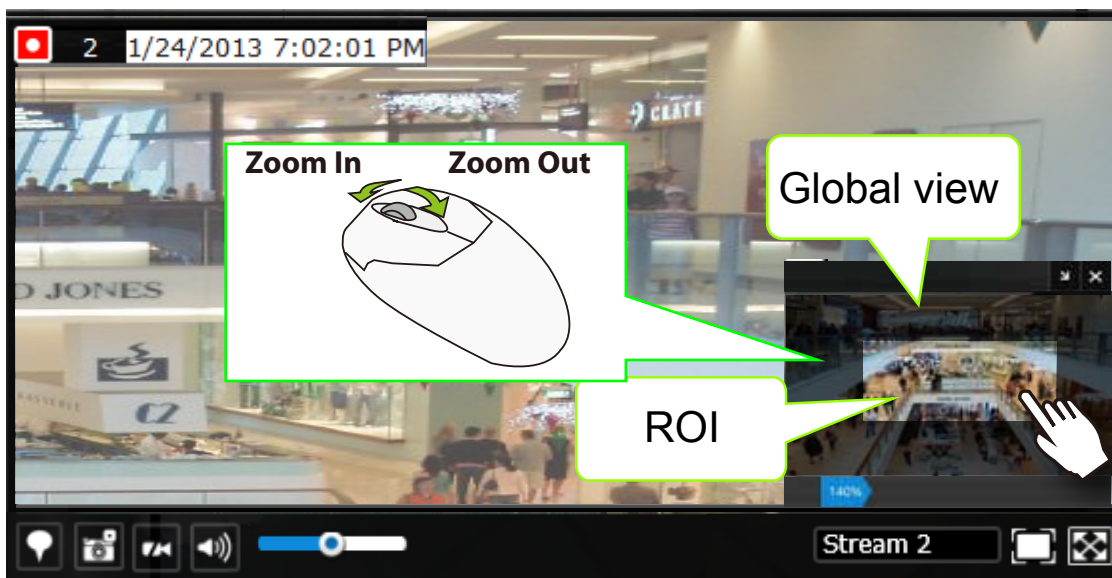 2 1/24/2013 7:02:01 PM
CRATE
Zoom In Zoom Out
Global view
D JONES
C2
ROI
140%
Stream 2